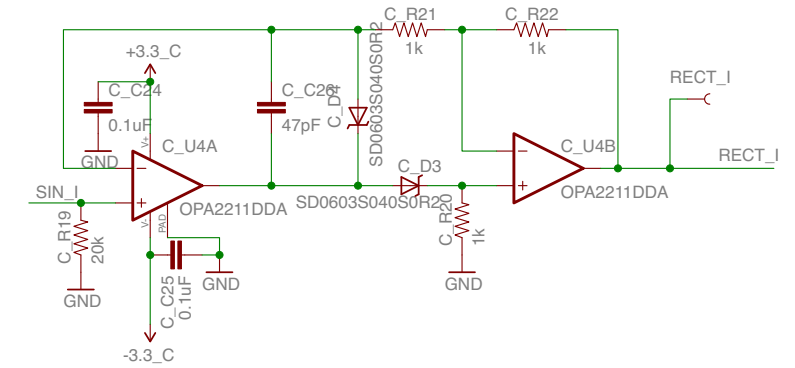 C_R21
1k
C_R22
1k
+3.3_C
C_C24
0.1uF
GND
C_C26
47pF
C_D4
SD0603S040S0R2
RECT_I
V+
C_U4A
OPA2211DDA
C_D3
SD0603S040S0R2
C_U4B
OPA2211DDA
RECT_I
SIN_I
V-
PAD
C_R19
20k
GND
C_C25
0.1uF
GND
C_R20
1k
GND
-3.3_C